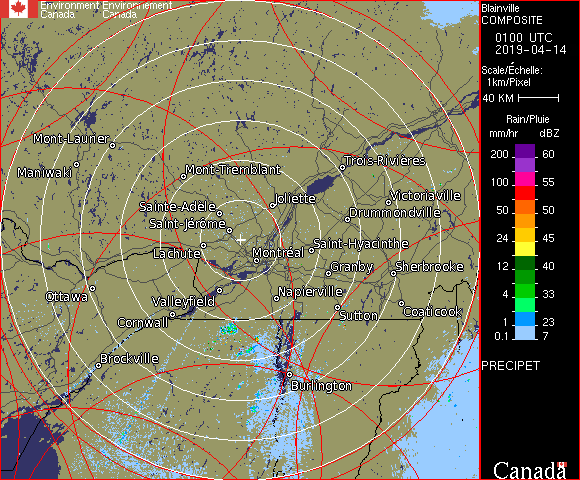 Environment Environnement
Canada Canada
Blainville
COMPOSITE
0100 UTC
2019-04-14
Scale/Échelle:
1km/Pixel
40 KM
Rain/Pluie
mm/hr dBZ
200 60
100 55
50 50
24 45
12 40
4 33
1 23
0.1 7
PRECIPET
Canada
Mont-Laurier
Maniwaki
Mont-Tremblant
Trois-Rivières
Joliette
Victoriaville
Sainte-Adèle
Drummondville
Saint-Jérôme
Lachute
Montréal
Saint-Hyacinthe
Granby
Sherbrooke
Ottawa
Valleyfield
Napierville
Cornwall
Sutton
Coaticook
Brockville
Burlington